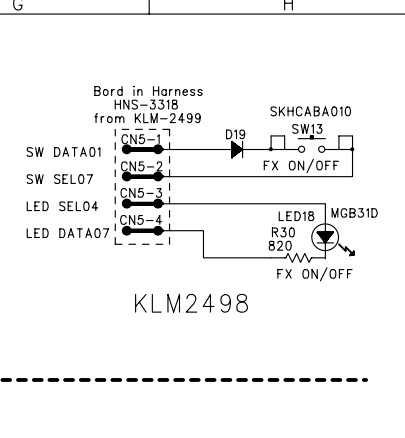 G H
Bord in Harness
HNS-3318
from KLM-2499
SKHCABA010
CN5-1 D19 SW13
SW DATA01
CN5-2 FX ON/OFF
SW SEL07
CN5-3
LED SEL04
CN5-4 LED18 MGB31D
LED DATA07 R30
820
FX ON/OFF
KLM2498